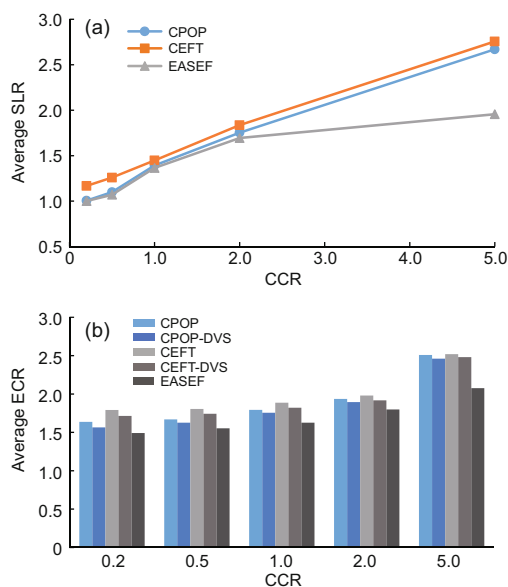 (a)
CPOP
CEFT
EASEF
3.0
2.5
2.0
1.5
1.0
0.5
Average SLR
0 1.0 2.0 3.0 4.0 5.0
CCR
(b)
CPOP
CPOP-DVS
CEFT
CEFT-DVS
EASEF
3.0
2.5
2.0
1.5
1.0
0.5
0
Average ECR
0.2 0.5 1.0 2.0 5.0
CCR